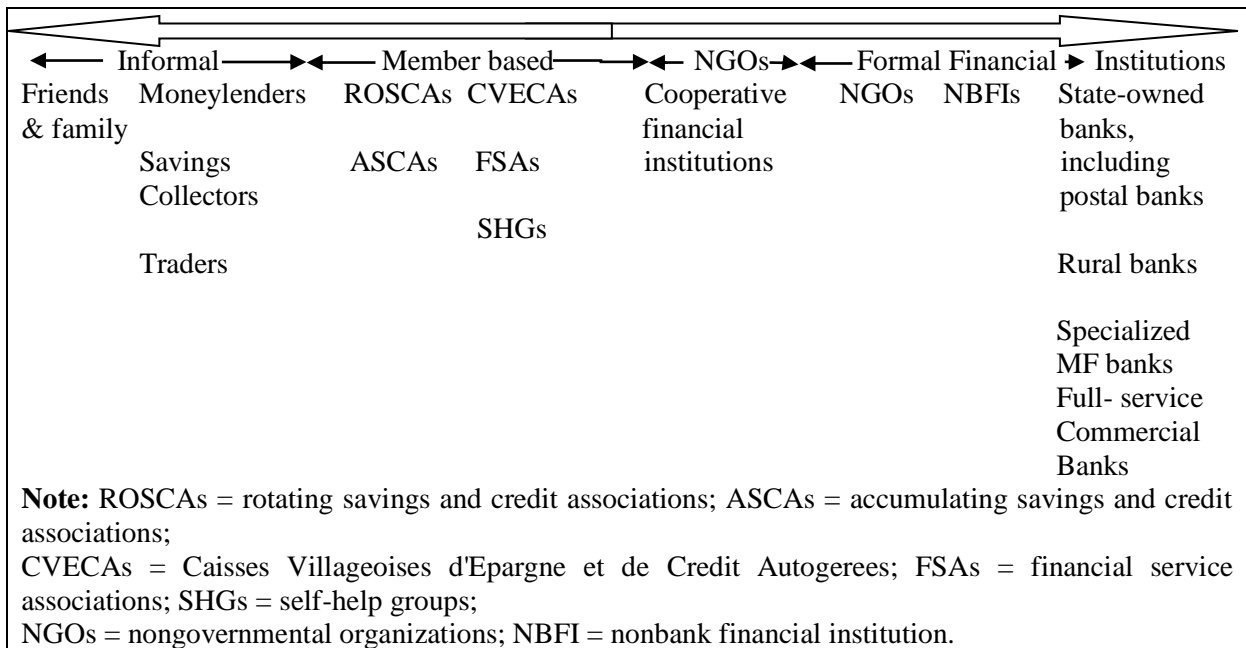 Informal Member based NGOs Formal Financial Institutions
Friends Moneylenders ROSCAs CVECAs Cooperative NGOs NBFIs State-owned
& family financial banks,
Savings ASCAs FSAs institutions including
Collectors postal banks
SHGs
Traders Rural banks
Specialized
MF banks
Full- service
Commercial
Banks
Note: ROSCAs = rotating savings and credit associations; ASCAs = accumulating savings and credit
associations;
CVECAs = Caisses Villageoises d'Epargne et de Credit Autogerees; FSAs = financial service
associations; SHGs = self-help groups;
NGOs = nongovernmental organizations; NBFI = nonbank financial institution.